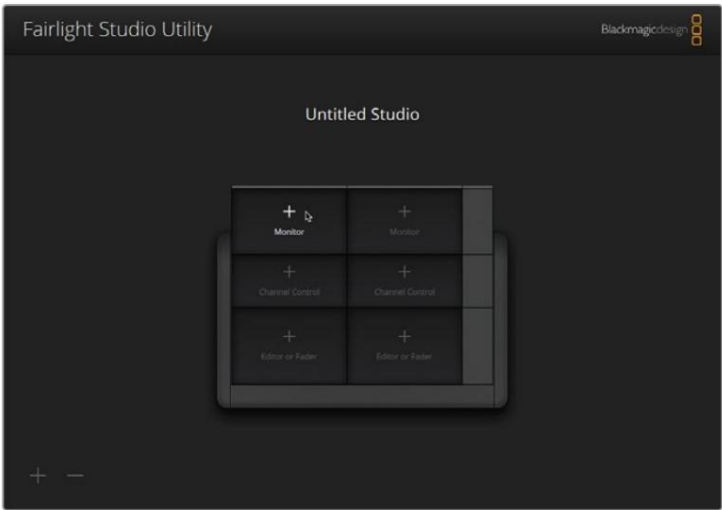 Fairlight Studio Utility
Blackmagicdesign
Untitled Studio
+ +
Monitor Monitor
+ +
Channel Control Channel Control
+ +
Editor or Fader Editor or Fader
+ −